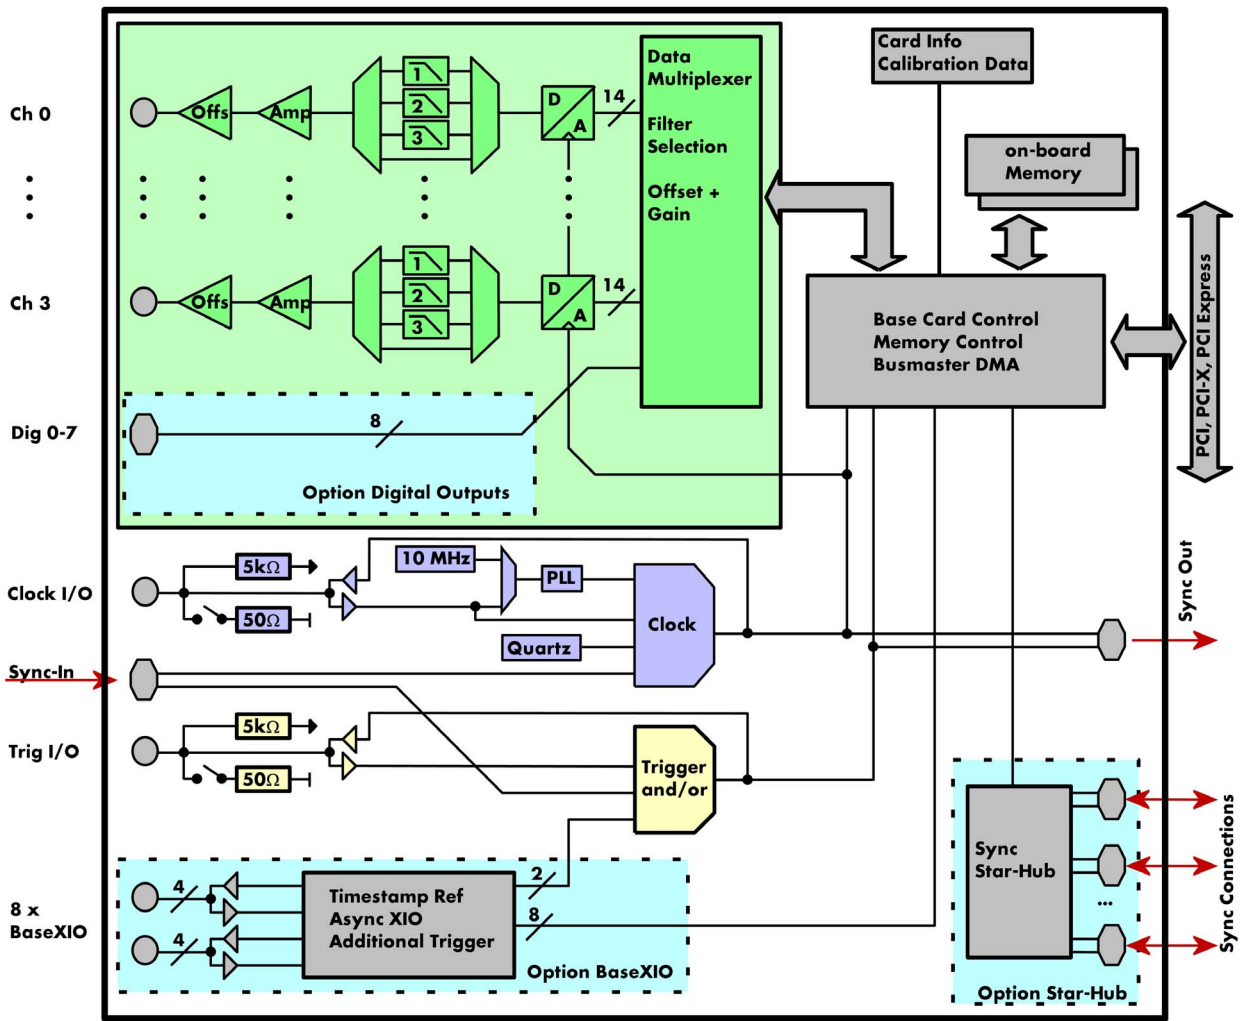 Card Info
Calibration Data
Data
Multiplexer
Filter
Selection
Offset +
Gain
Ch 0
Offs
Amp
1
2
3
D
A
14
on-board
Memory
Ch 3
Offs
Amp
1
2
3
D
A
14
Base Card Control
Memory Control
Busmaster DMA
PCI, PCI-X, PCI Express
Dig 0-7
8
Option Digital Outputs
Clock I/O
5kΩ
50Ω
10 MHz
PLL
Quartz
Clock
Sync Out
Sync-In
Trig I/O
5kΩ
50Ω
Trigger
and/or
Sync
Star-Hub
...
Sync Connections
Option Star-Hub
8 x
BaseXIO
4
4
Timestamp Ref
Async XIO
Additional Trigger
2
8
Option BaseXIO